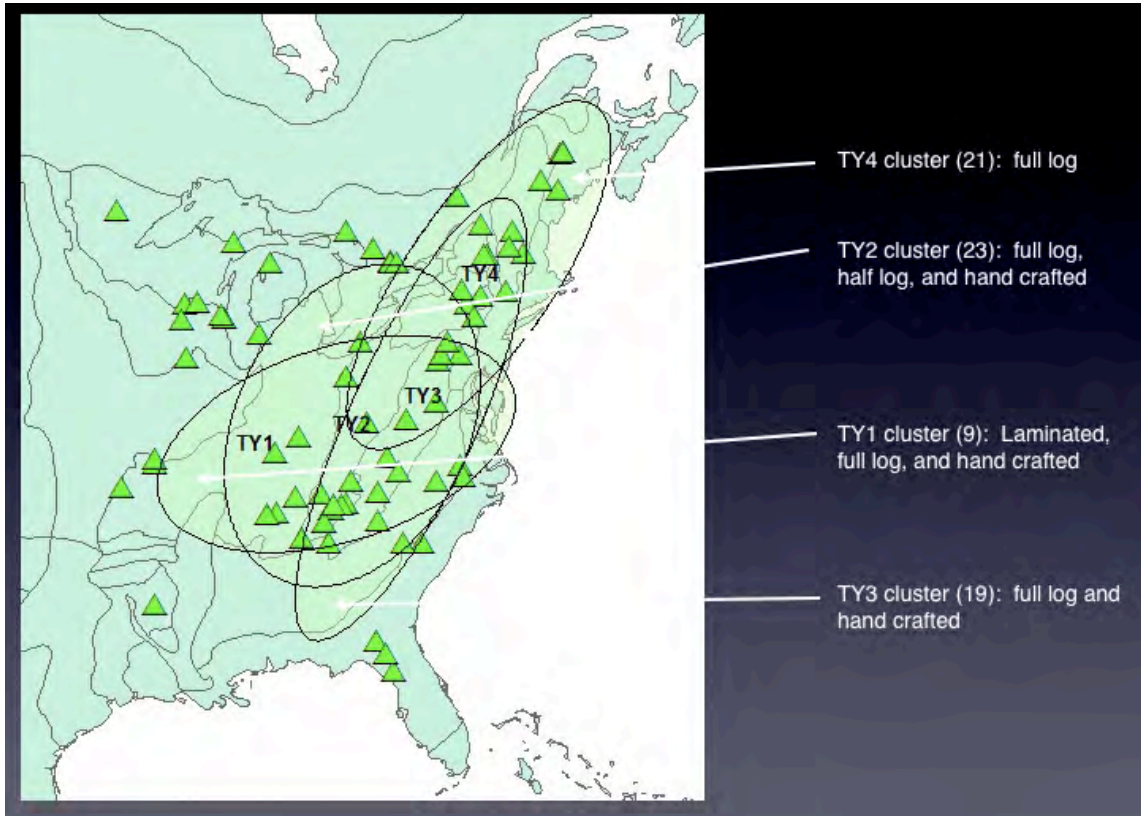 TY4 cluster (21):  full log
TY2 cluster (23):  full log,
half log, and hand crafted
TY4
TY3
TY2
TY1
TY1 cluster (9):  Laminated,
full log, and hand crafted
TY3 cluster (19):  full log and
hand crafted